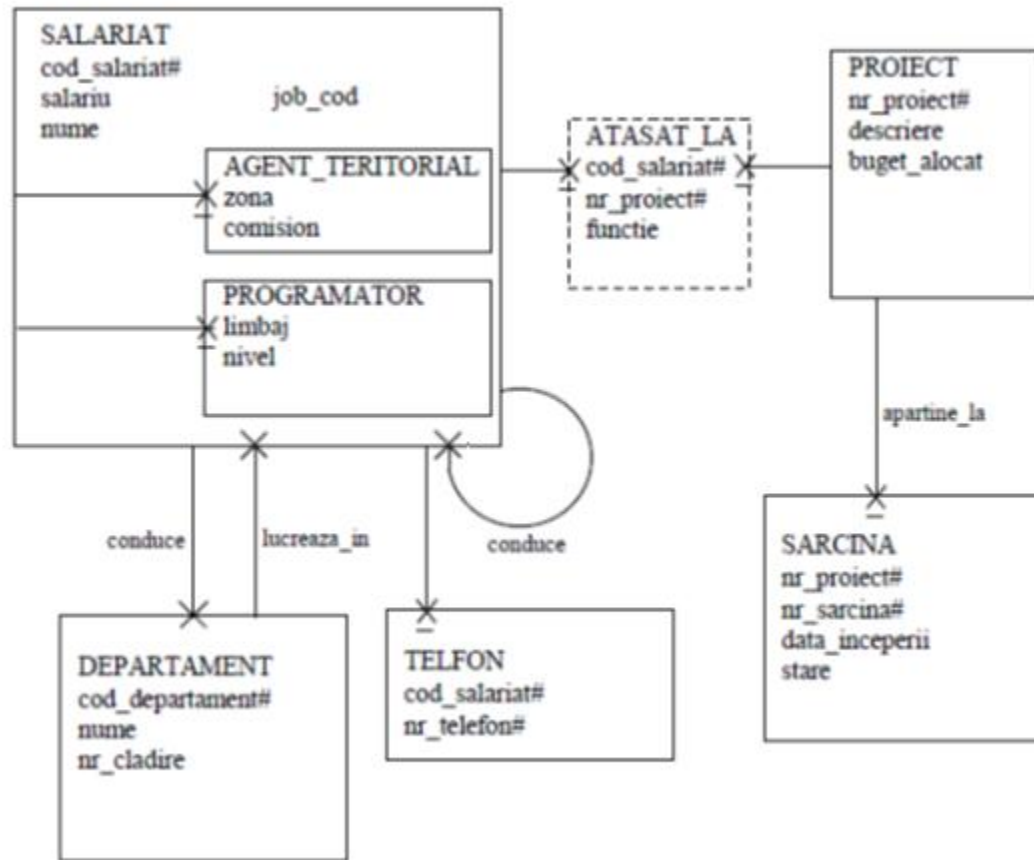 SALARIAT
cod_salariat#
salariu
job_cod
nume
AGENT_TERITORIAL
zona
comision
PROGRAMATOR
limbaj
nivel
ATASAT_LA
cod_salariat#
nr_proiect#
functie
PROIECT
nr_proiect#
descriere
buget_alocat
apartine_la
conduce
lucreaza_in
conduce
DEPARTAMENT
cod_departament#
nume
nr_cladire
TELFON
cod_salariat#
nr_telefon#
SARCINA
nr_proiect#
nr_sarcina#
data_inceperii
stare